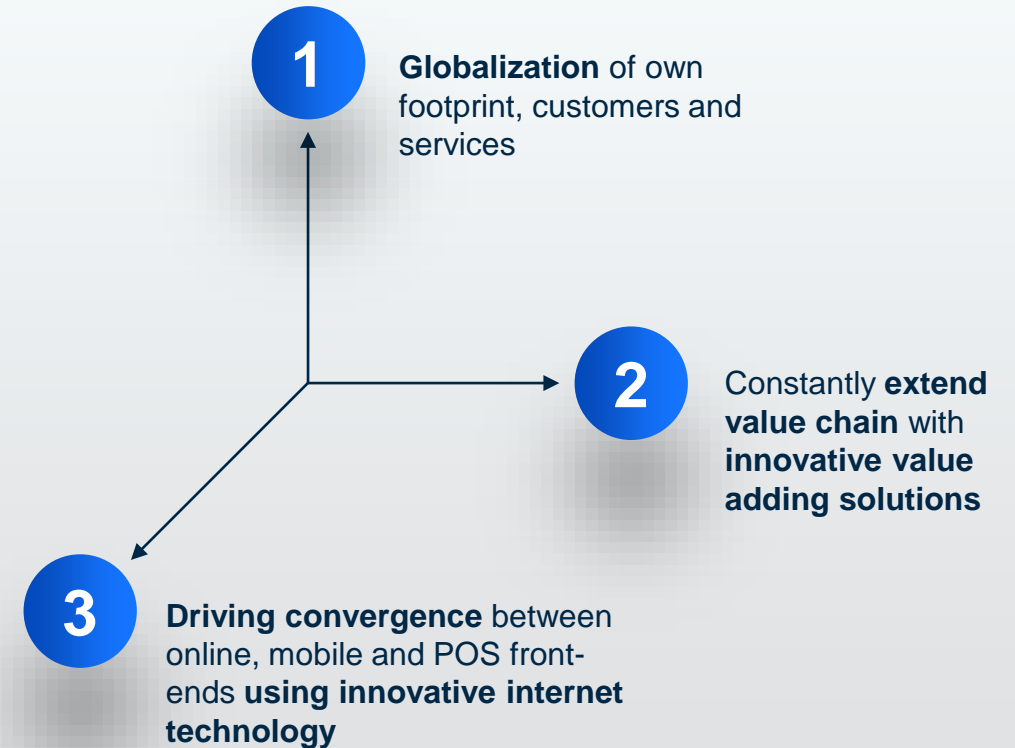 1
Globalization of own
footprint, customers and
services
2
Constantly extend
value chain with
innovative value
adding solutions
3
Driving convergence between
online, mobile and POS front-
ends using innovative internet
technology